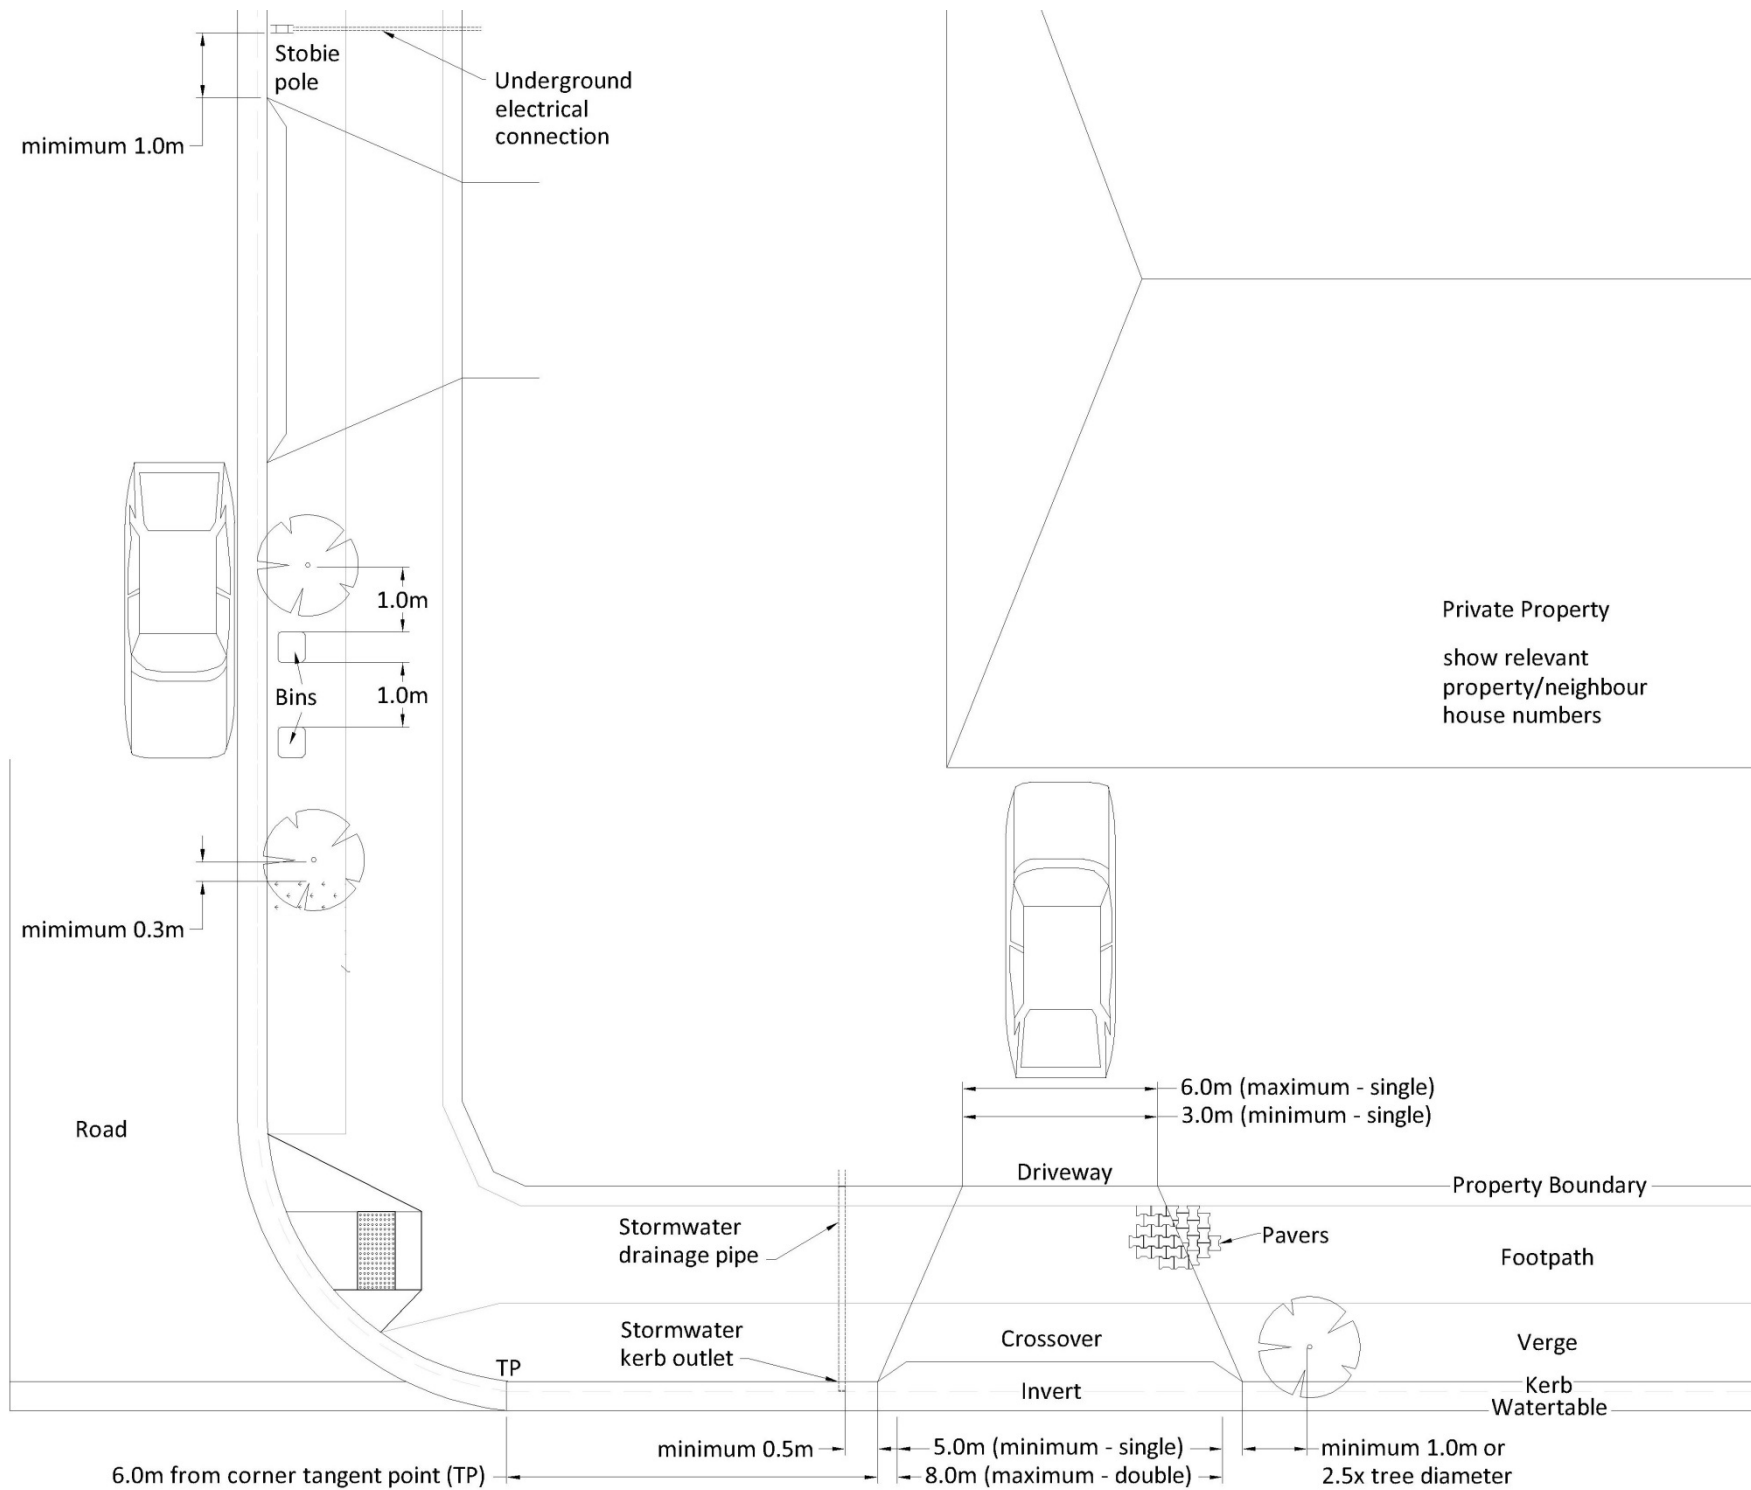 Stobie
pole
Underground
electrical
connection
mimimum 1.0m
1.0m
Bins
1.0m
Private Property
show relevant
property/neighbour
house numbers
mimimum 0.3m
Road
6.0m (maximum - single)
3.0m (minimum - single)
Driveway
Property Boundary
Stormwater
drainage pipe
Pavers
Footpath
Stormwater
kerb outlet
Crossover
Verge
TP
Invert
Kerb
Watertable
minimum 0.5m
5.0m (minimum - single)
minimum 1.0m or
2.5x tree diameter
6.0m from corner tangent point (TP)
8.0m (maximum - double)